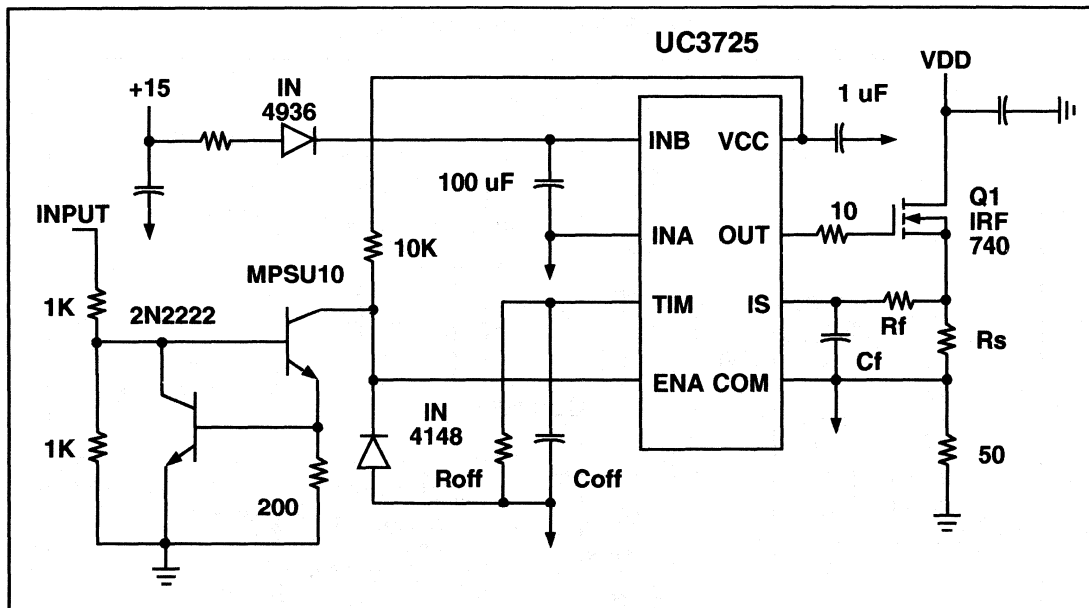 UC3725
VDD
+15
IN
4936
1 uF
INB
VCC
100 uF
INPUT
10
Q1
IRF
740
INA
OUT
10K
MPSU10
1K
2N2222
TIM
IS
Rf
Rs
Cf
ENA
COM
IN
4148
1K
50
Roff
Coff
200